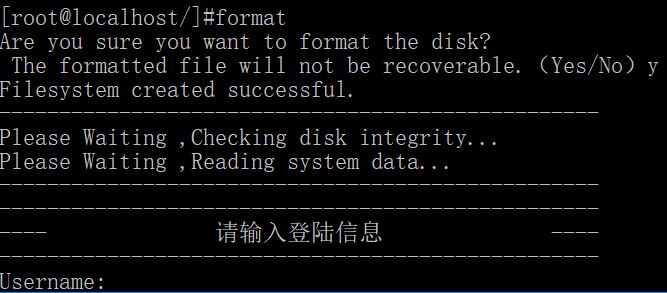 [root@localhost/]#format
Are you sure you want to format the disk?
The formatted file will not be recoverable.（Yes/No）y
Filesystem created successful.
--------------------------------------------------
Please Waiting ,Checking disk integrity...
Please Waiting ,Reading system data...
--------------------------------------------------
--------------------------------------------------
---- 请输入登陆信息 ----
--------------------------------------------------
Username: